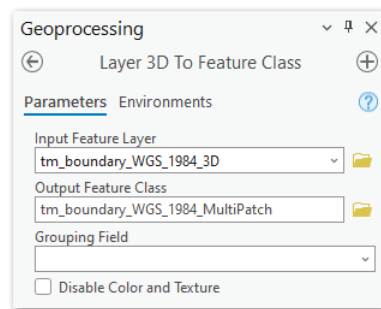 Geoprocessing
Layer 3D To Feature Class
Parameters Environments
Input Feature Layer
tm_boundary_WGS_1984_3D
Output Feature Class
tm_boundary_WGS_1984_MultiPatch
Grouping Field
Disable Color and Texture